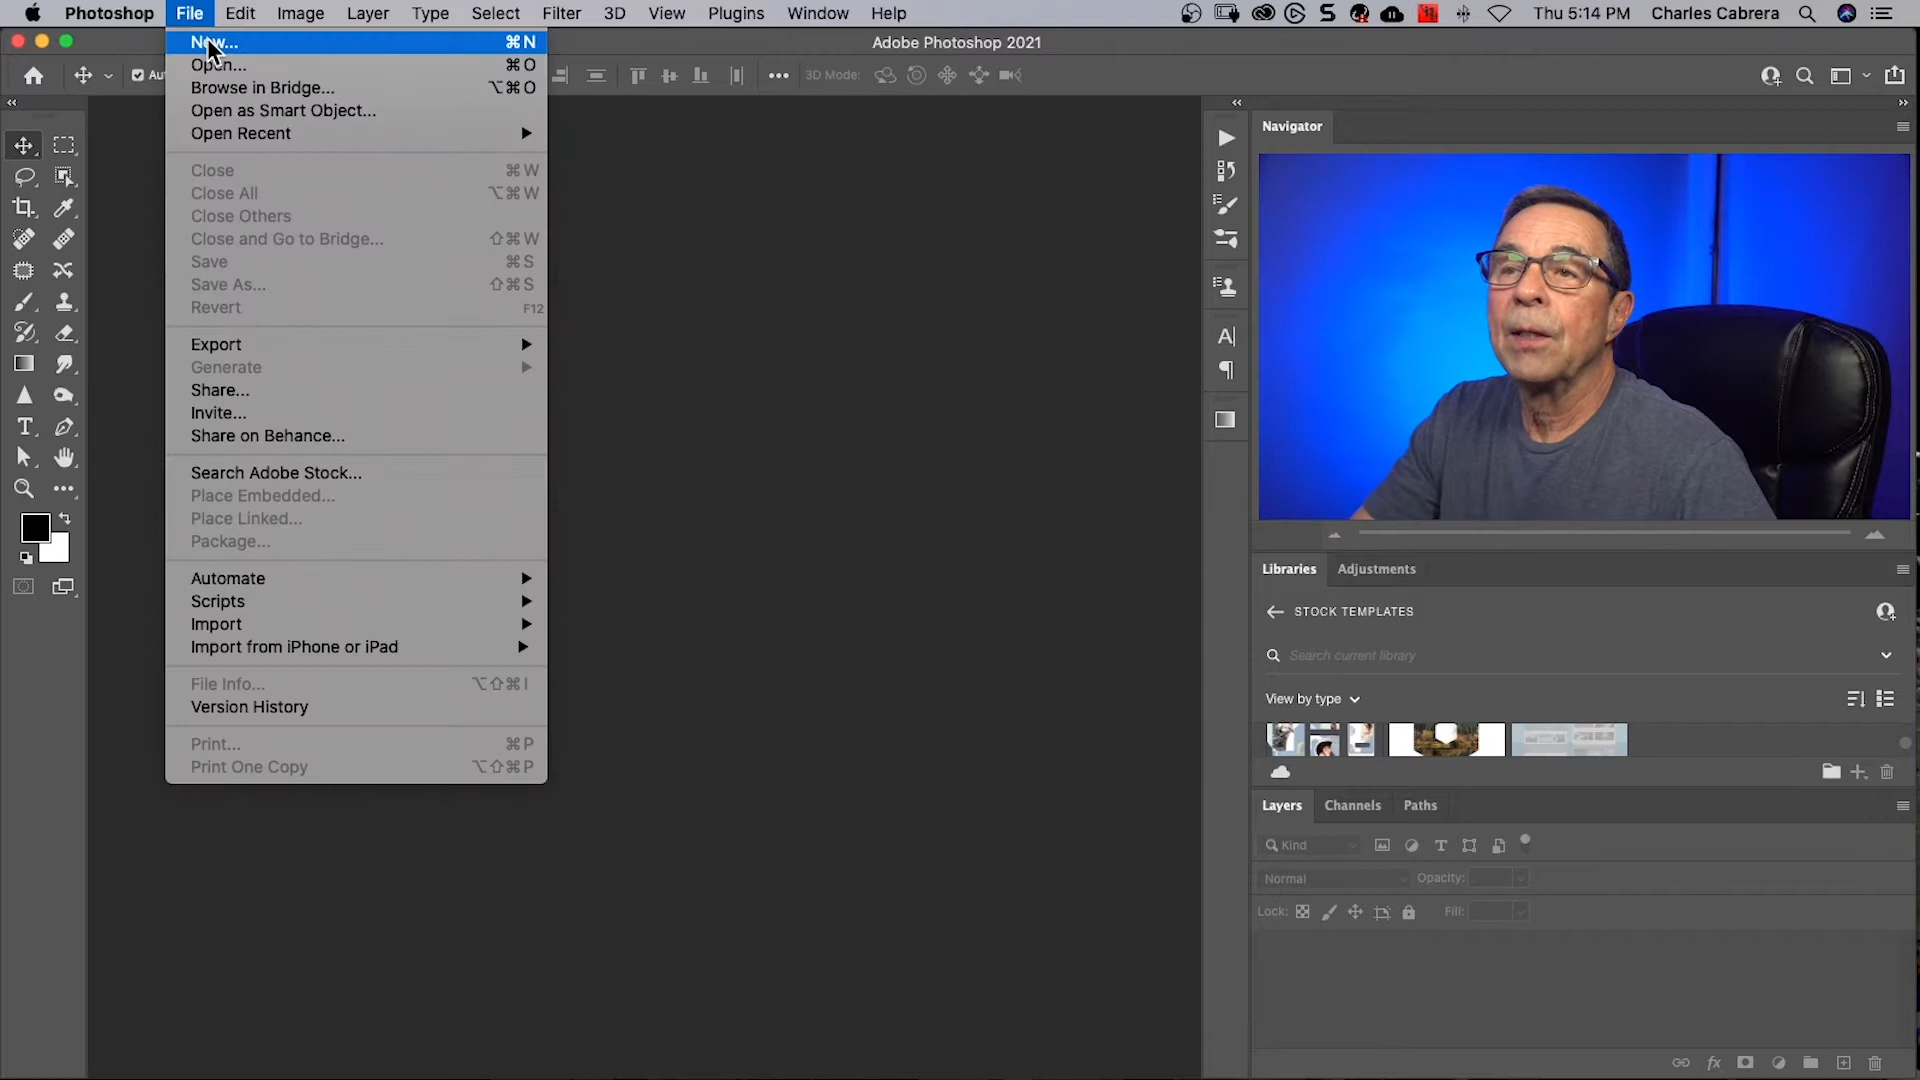 Photoshop File Edit Image Layer Type Select Filter 3D View Plugins Window Help Thu 5:14 PM Charles Cabrera
Adobe Photoshop 2021
3D Mode:
New... ⌘N
Open... ⌘O
Browse in Bridge... ⌥⌘O
Open as Smart Object...
Open Recent
Close ⌘W
Close All ⌥⌘W
Close Others
Close and Go to Bridge... ⇧⌘W
Save ⌘S
Save As... ⇧⌘S
Revert F12
Export
Generate
Share...
Invite...
Share on Behance...
Search Adobe Stock...
Place Embedded...
Place Linked...
Package...
Automate
Scripts
Import
Import from iPhone or iPad
File Info... ⌥⇧⌘I
Version History
Print... ⌘P
Print One Copy ⌥⇧⌘P
Navigator
Libraries Adjustments
STOCK TEMPLATES
Search current library
View by type
Layers Channels Paths
Kind
Normal Opacity:
Lock: Fill:
fx